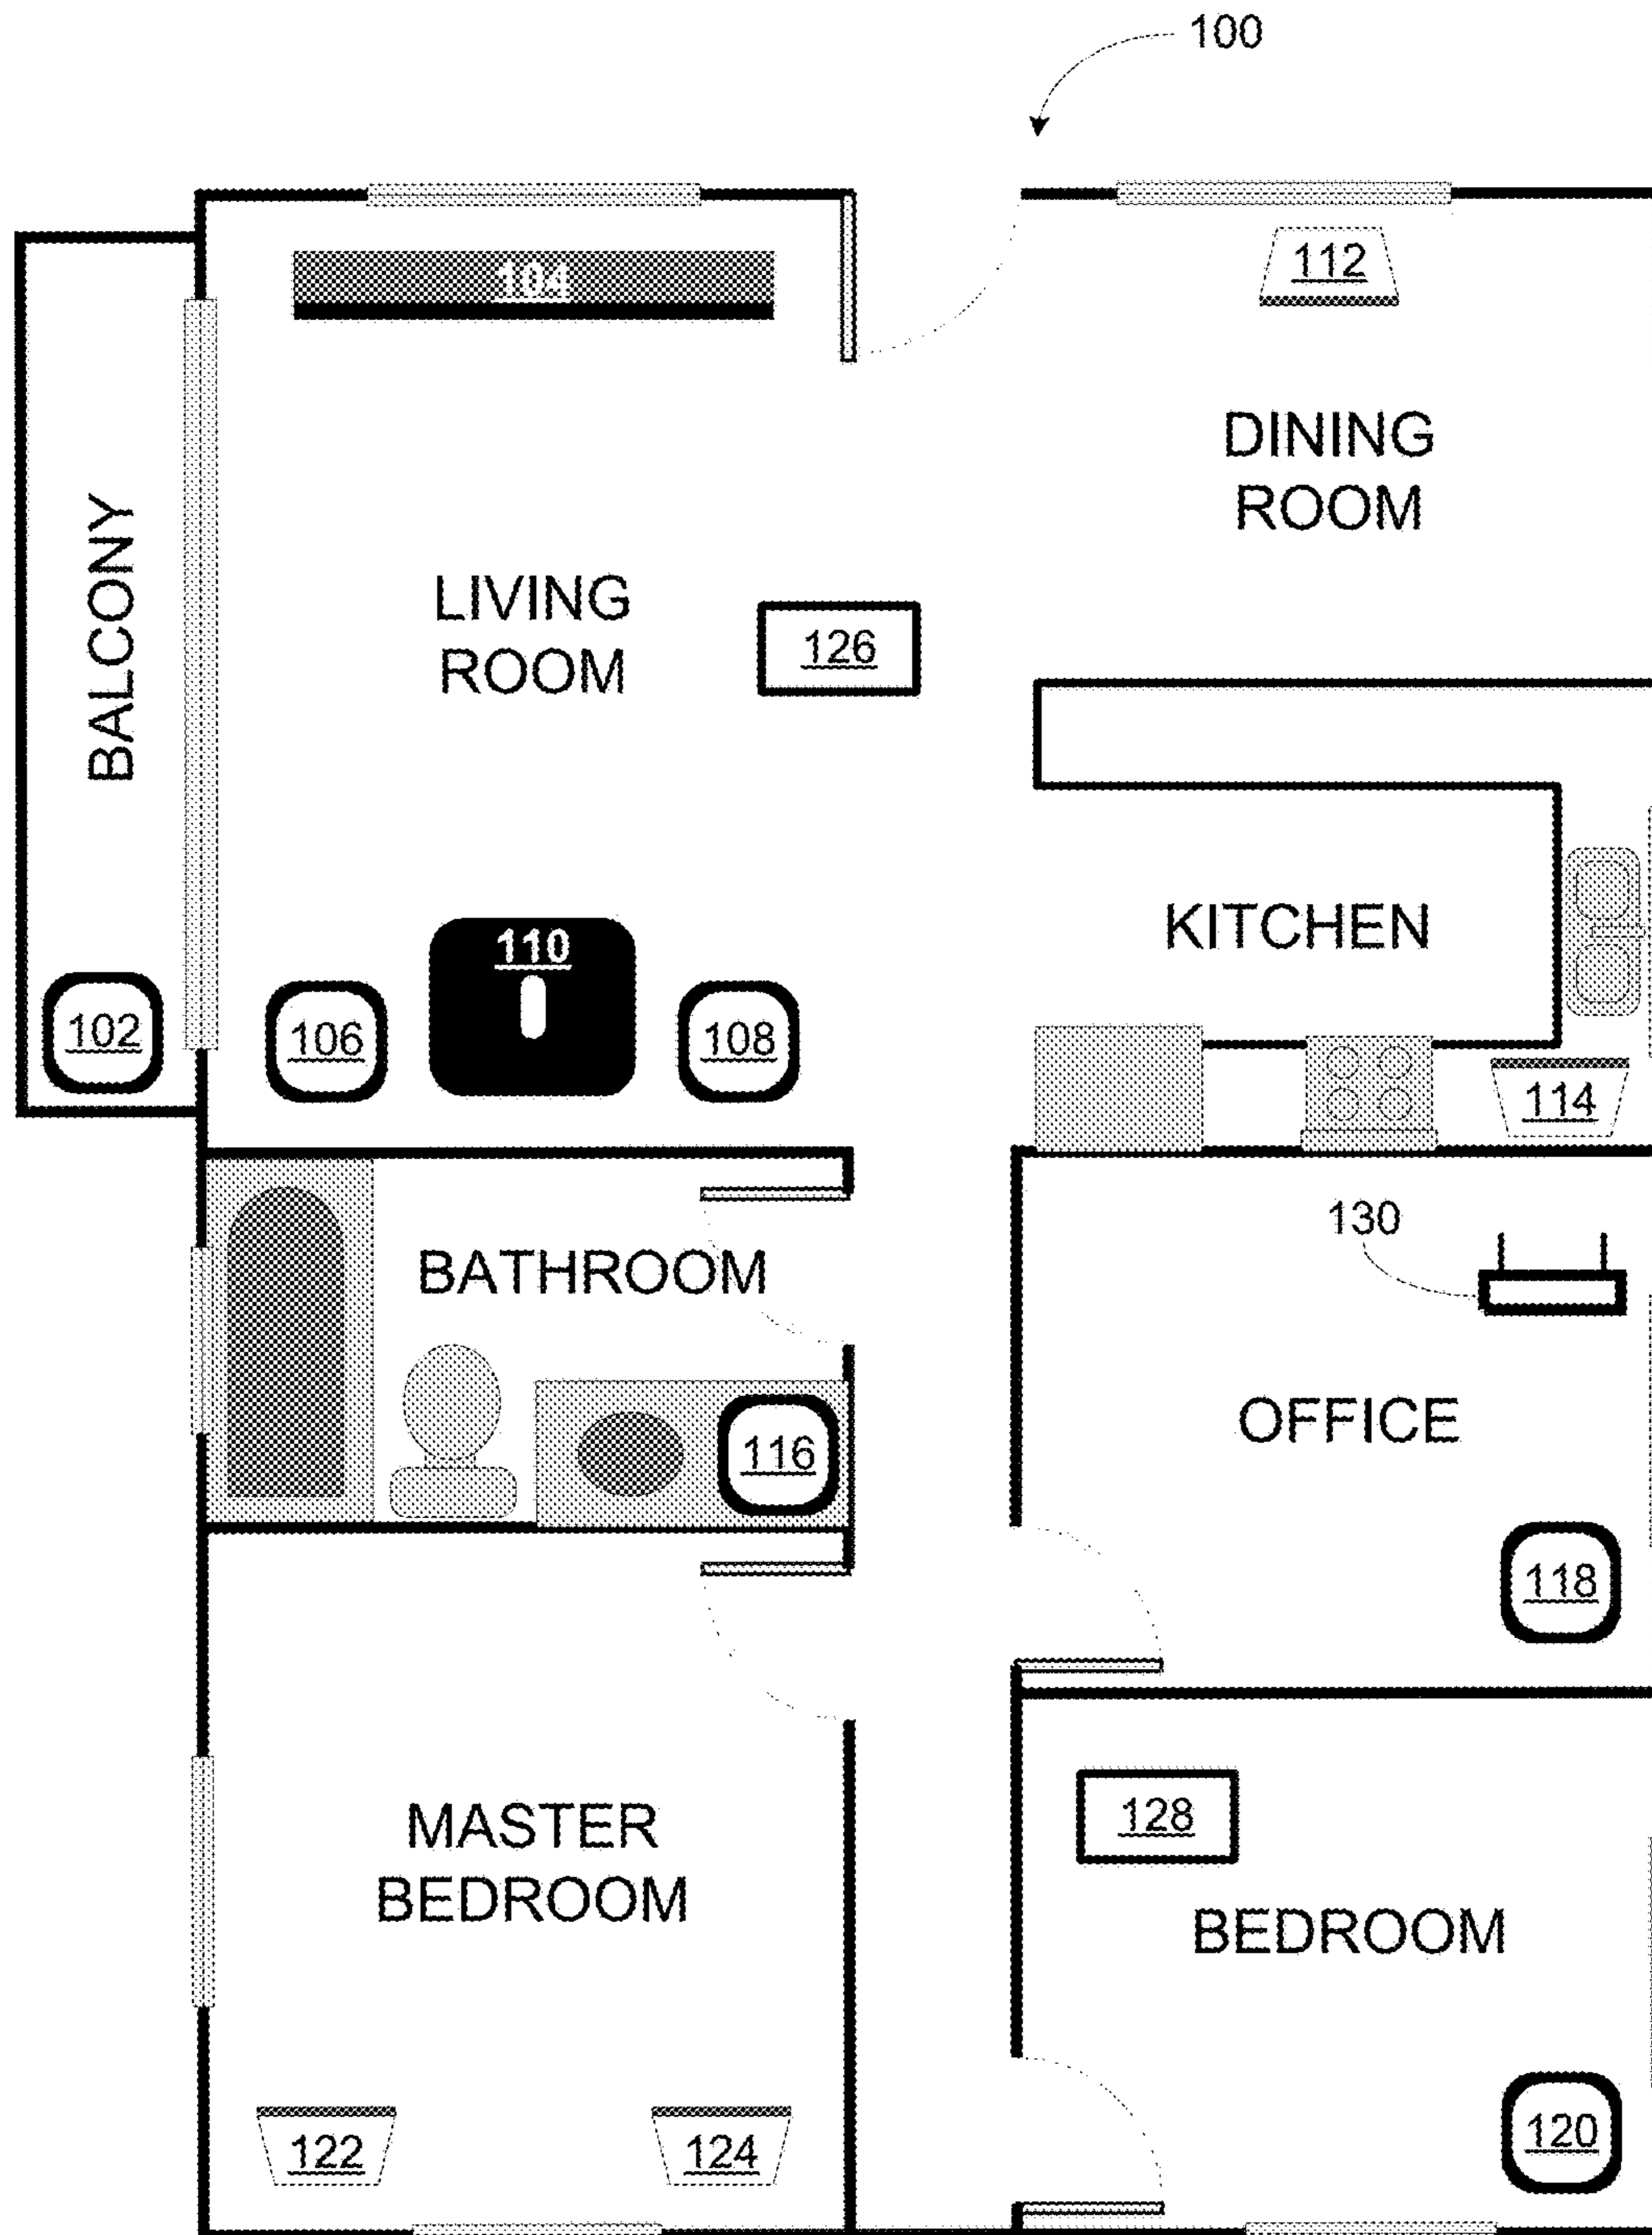 100
104
112
DINING
ROOM
BALCONY
LIVING
ROOM
126
KITCHEN
110
102
106
108
114
130
BATHROOM
OFFICE
116
118
MASTER
BEDROOM
128
BEDROOM
122
124
120